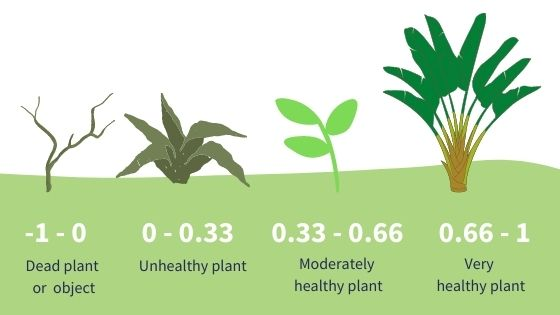 -1 - 0
Dead plant
or object
0 - 0.33
Unhealthy plant
0.33 - 0.66
Moderately
healthy plant
0.66 - 1
Very
healthy plant